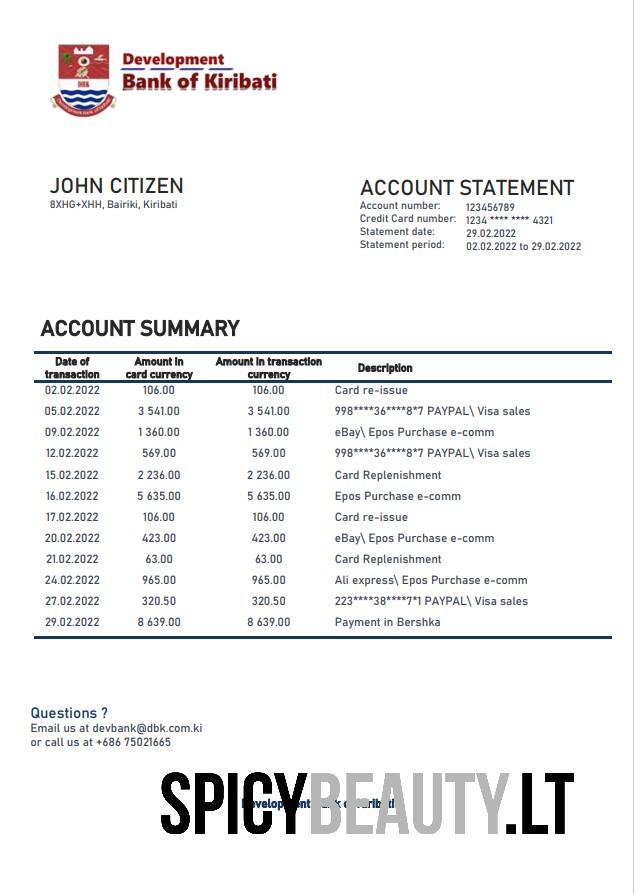 Development
Bank of Kiribati
DBK
JOHN CITIZEN
8XHG+XHH, Bairiki, Kiribati
ACCOUNT STATEMENT
Account number: 123456789
Credit Card number: 1234 **** **** 4321
Statement date: 29.02.2022
Statement period: 02.02.2022 to 29.02.2022
ACCOUNT SUMMARY
Date of transaction Amount in card currency Amount in transaction currency Description
02.02.2022 106.00 106.00 Card re-issue
05.02.2022 3 541.00 3 541.00 998****36****8*7 PAYPAL\ Visa sales
09.02.2022 1 360.00 1 360.00 eBay\ Epos Purchase e-comm
12.02.2022 569.00 569.00 998****36****8*7 PAYPAL\ Visa sales
15.02.2022 2 236.00 2 236.00 Card Replenishment
16.02.2022 5 635.00 5 635.00 Epos Purchase e-comm
17.02.2022 106.00 106.00 Card re-issue
20.02.2022 423.00 423.00 eBay\ Epos Purchase e-comm
21.02.2022 63.00 63.00 Card Replenishment
24.02.2022 965.00 965.00 Ali express\ Epos Purchase e-comm
27.02.2022 320.50 320.50 223****38****7*1 PAYPAL\ Visa sales
29.02.2022 8 639.00 8 639.00 Payment in Bershka
Questions ?
Email us at devbank@dbk.com.ki
or call us at +686 75021665
SPICYBEAUTY.LT